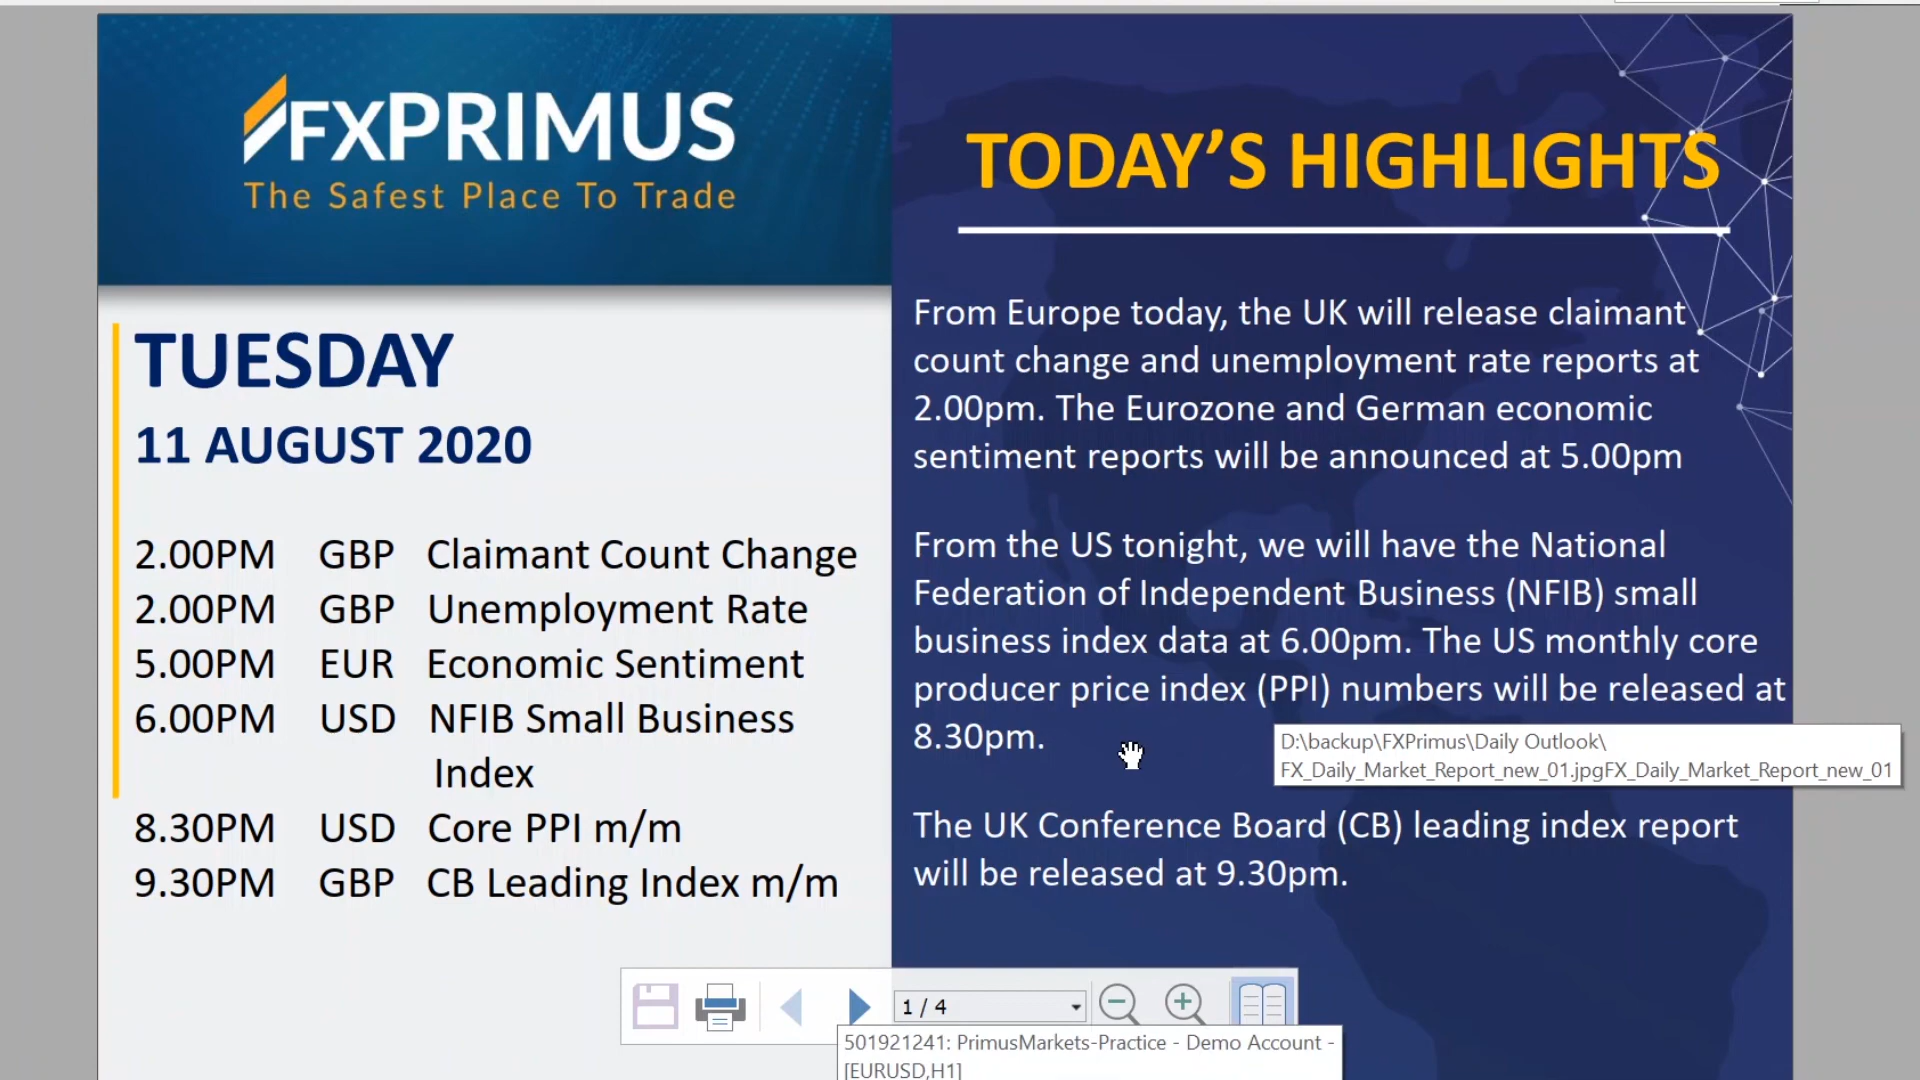 FXPRIMUS
The Safest Place To Trade
TUESDAY
11 AUGUST 2020
2.00PM GBP Claimant Count Change
2.00PM GBP Unemployment Rate
5.00PM EUR Economic Sentiment
6.00PM USD NFIB Small Business
Index
8.30PM USD Core PPI m/m
9.30PM GBP CB Leading Index m/m
TODAY’S HIGHLIGHTS
From Europe today, the UK will release claimant
count change and unemployment rate reports at
2.00pm. The Eurozone and German economic
sentiment reports will be announced at 5.00pm
From the US tonight, we will have the National
Federation of Independent Business (NFIB) small
business index data at 6.00pm. The US monthly core
producer price index (PPI) numbers will be released at
8.30pm.
D:\backup\FXPrimus\Daily Outlook\
FX_Daily_Market_Report_new_01.jpgFX_Daily_Market_Report_new_01
The UK Conference Board (CB) leading index report
will be released at 9.30pm.
1 / 4
501921241: PrimusMarkets-Practice - Demo Account -
[EURUSD,H1]